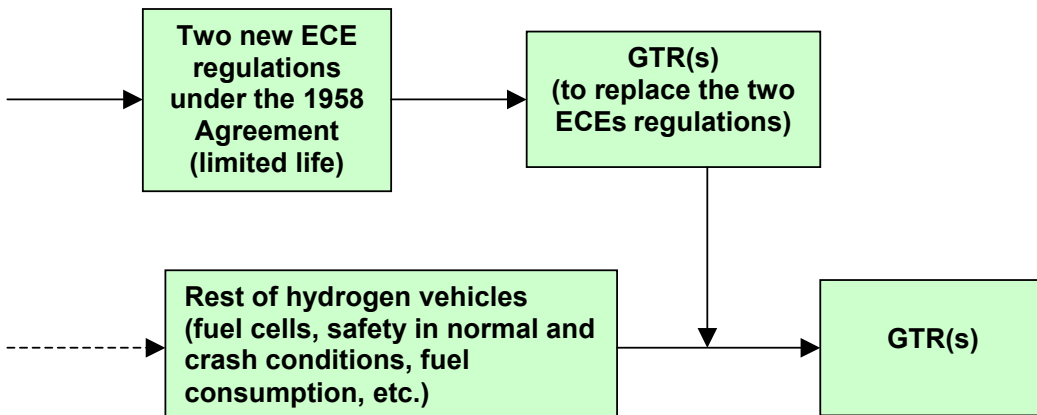 Two new ECE
regulations
under the 1958
Agreement
(limited life)
GTR(s)
(to replace the two
ECEs regulations)
Rest of hydrogen vehicles
(fuel cells, safety in normal and
crash conditions, fuel
consumption, etc.)
GTR(s)